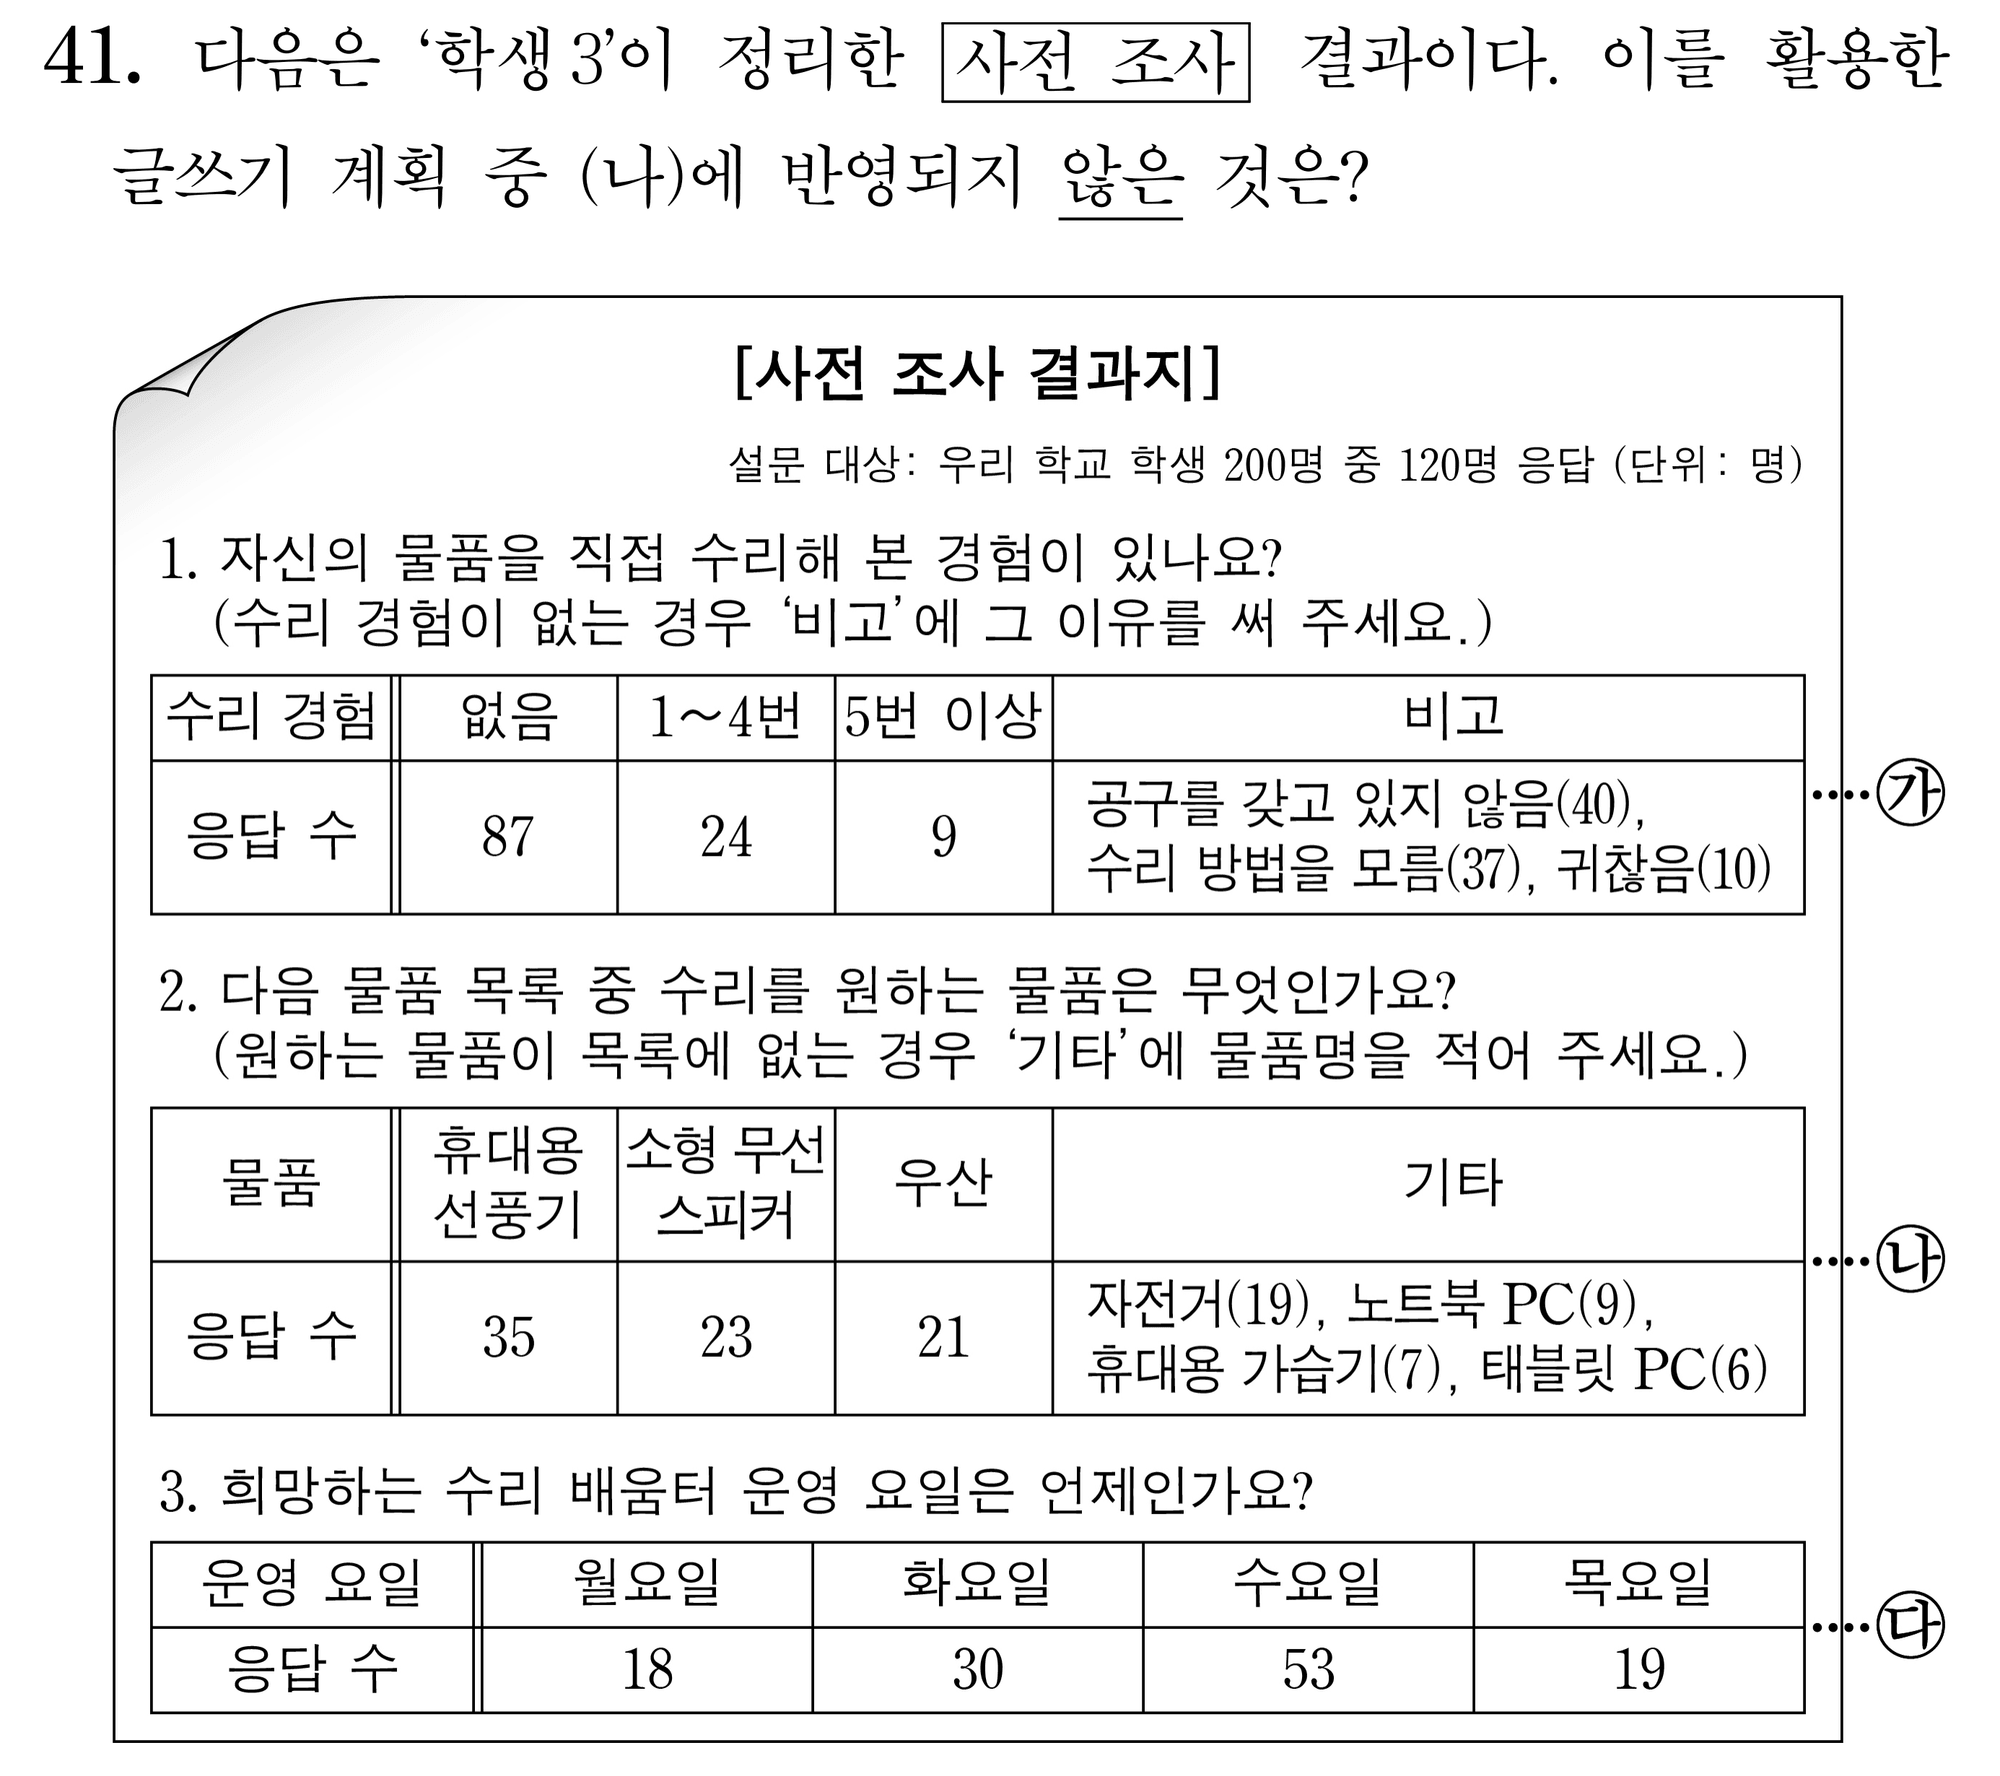 41. 다음은 ‘학생 3’이 정리한 사전 조사 결과이다. 이를 활용한
글쓰기 계획 중 (나)에 반영되지 않은 것은?
[사전 조사 결과지]
설문 대상: 우리 학교 학생 200명 중 120명 응답 (단위: 명)
1. 자신의 물품을 직접 수리해 본 경험이 있나요?
(수리 경험이 없는 경우 ‘비고’에 그 이유를 써 주세요.)
수리 경험 없음 1～4번 5번 이상 비고
응답 수 87 24 9 공구를 갖고 있지 않음(40),
수리 방법을 모름(37), 귀찮음(10)
㉮
2. 다음 물품 목록 중 수리를 원하는 물품은 무엇인가요?
(원하는 물품이 목록에 없는 경우 ‘기타’에 물품명을 적어 주세요.)
물품 휴대용 선풍기 소형 무선 스피커 우산 기타
응답 수 35 23 21 자전거(19), 노트북 PC(9),
휴대용 가습기(7), 태블릿 PC(6)
㉯
3. 희망하는 수리 배움터 운영 요일은 언제인가요?
운영 요일 월요일 화요일 수요일 목요일
응답 수 18 30 53 19
㉰